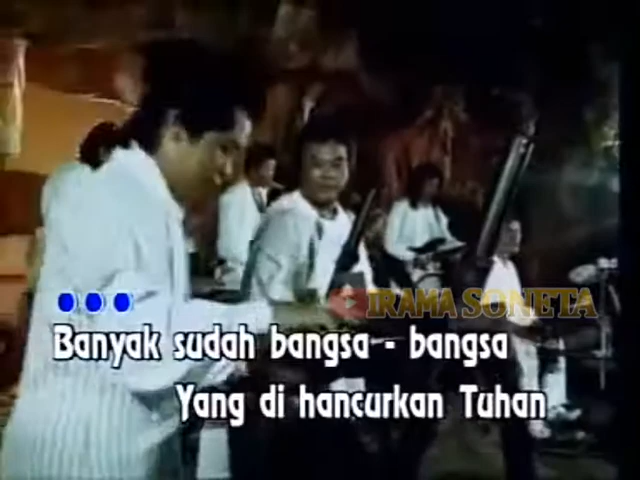 IRAMA SONETA
Banyak sudah bangsa - bangsa
Yang di hancurkan Tuhan